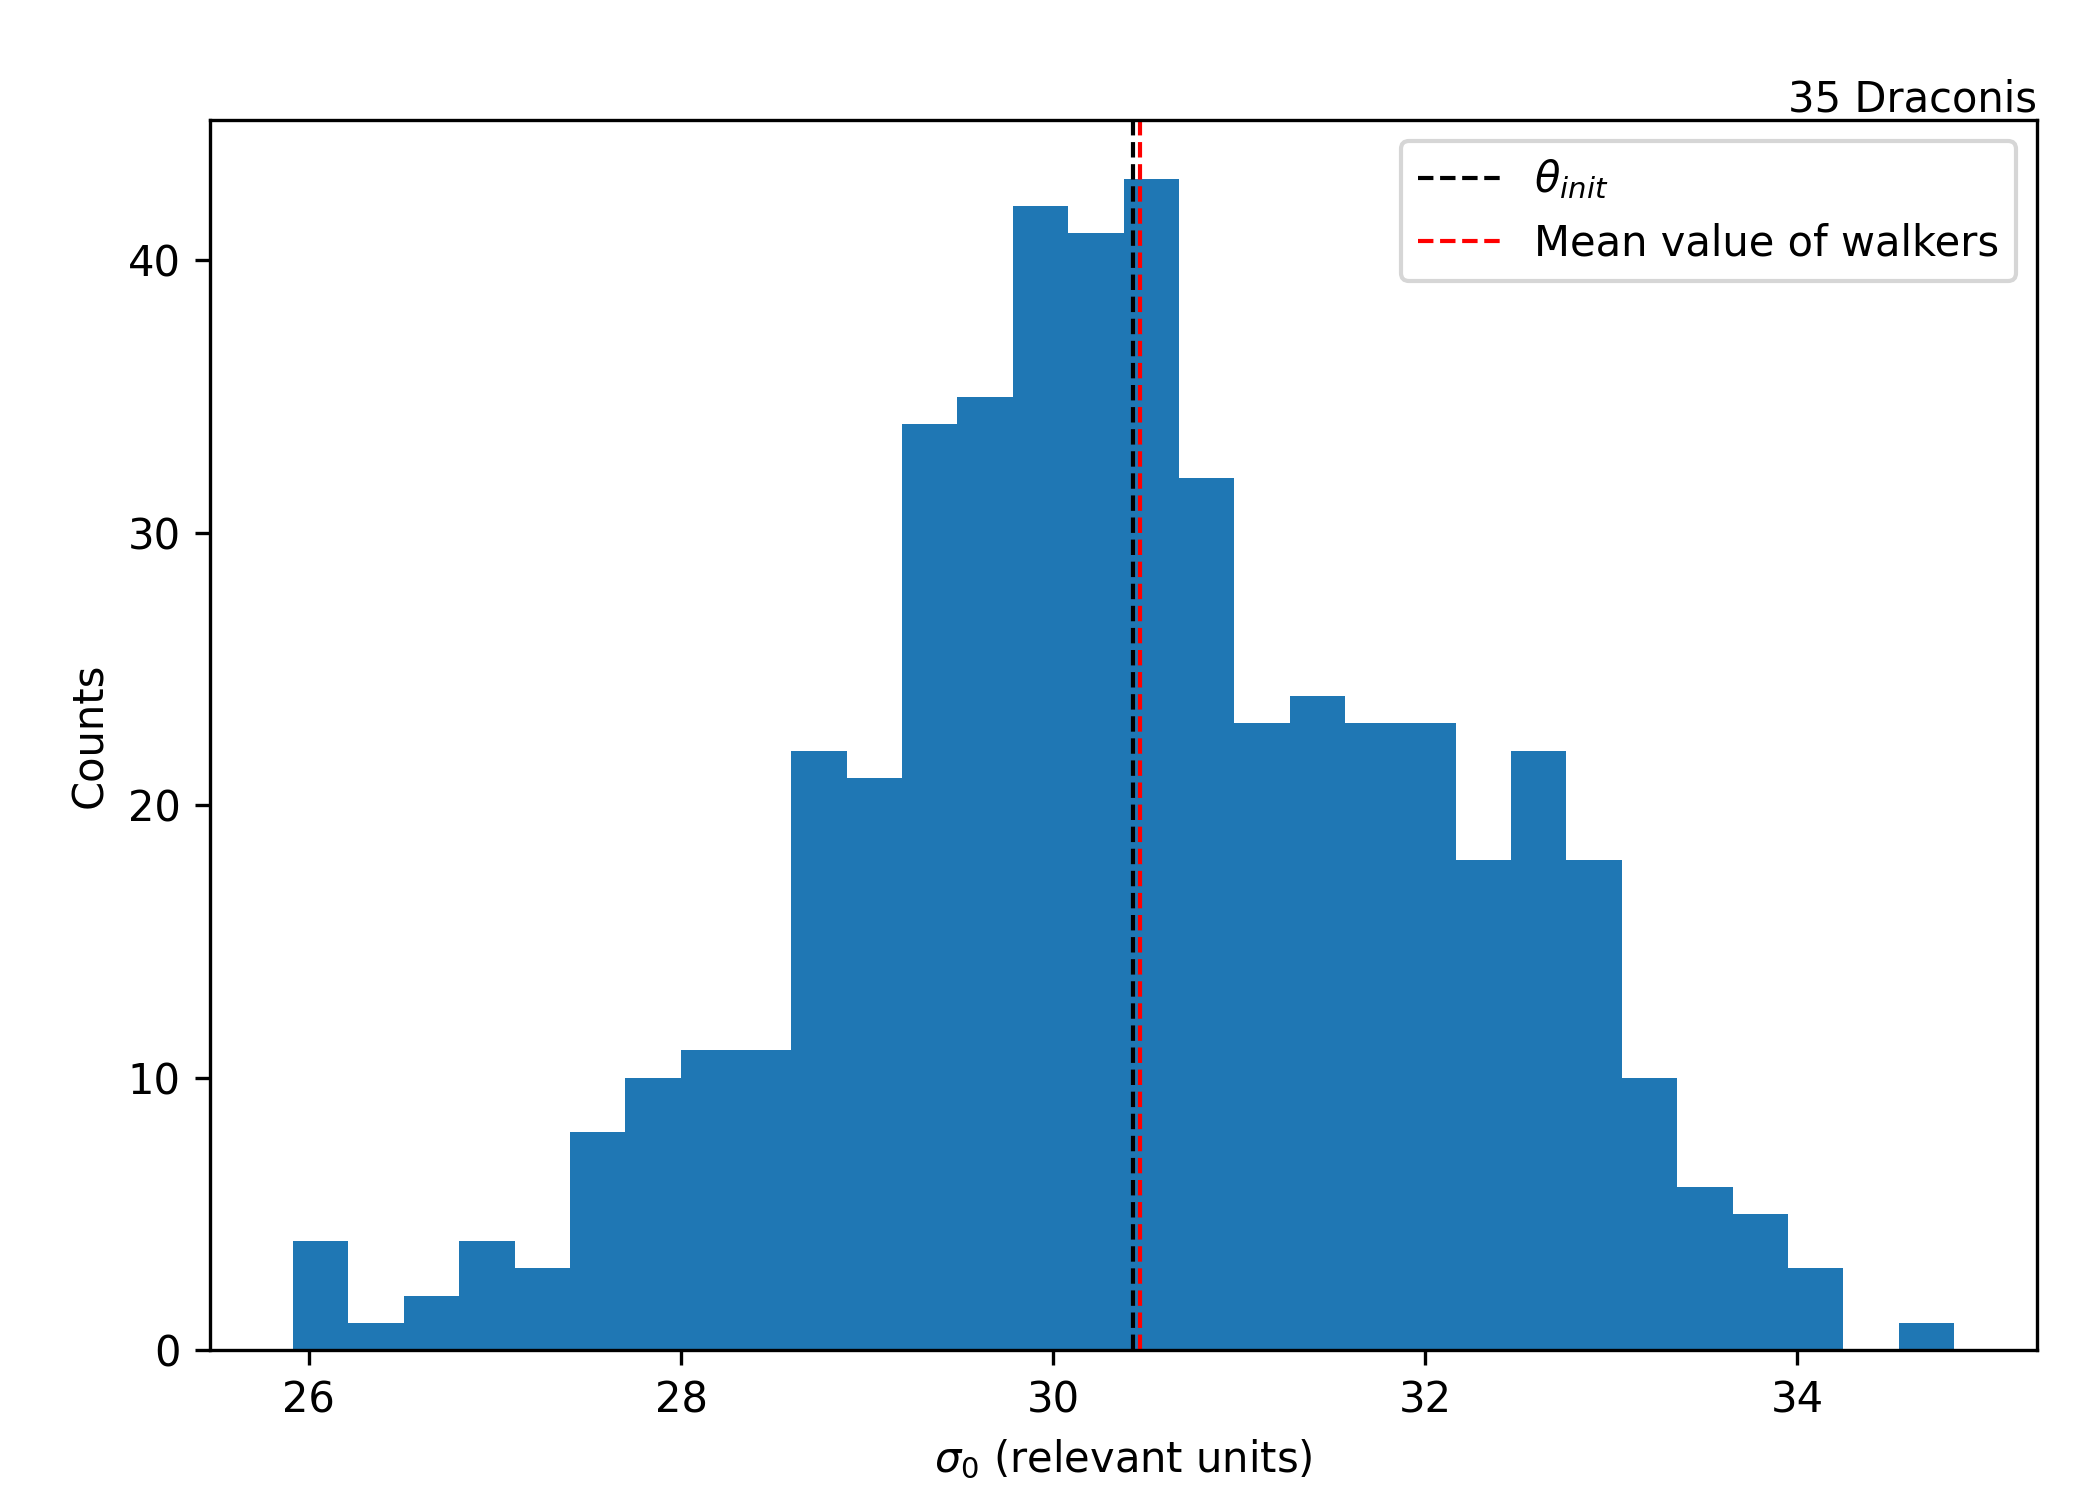 35 Draconis
θ_init
Mean value of walkers
40
30
20
10
0
Counts
26 28 30 32 34
σ₀ (relevant units)